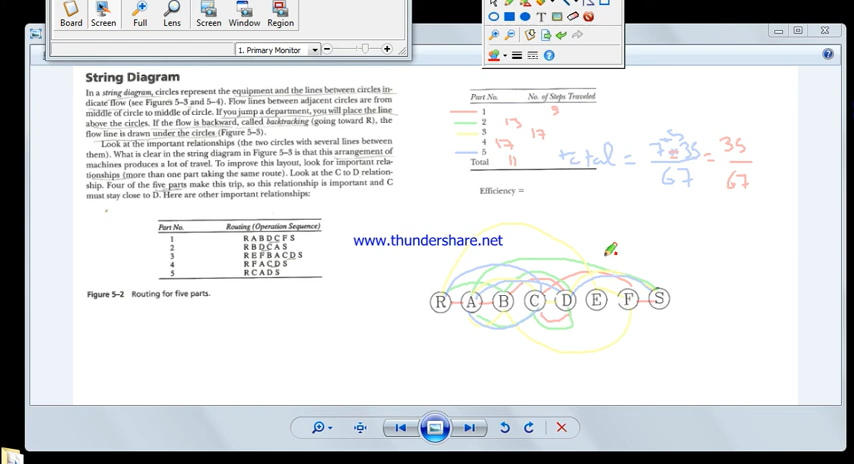 Board Screen Full Lens Screen Window Region
1. Primary Monitor
String Diagram
In a string diagram, circles represent the equipment and the lines between circles in-
dicate flow (see Figures 5–3 and 5–4). Flow lines between adjacent circles are from
middle of circle to middle of circle. If you jump a department, you will place the line
above the circles. If the flow is backward, called backtracking (going toward R), the
flow line is drawn under the circles (Figure 5–3).
Look at the important relationships (the two circles with several lines between
them). What is clear in the string diagram in Figure 5–3 is that this arrangement of
machines produces a lot of travel. To improve this layout, look for important rela-
tionships (more than one part taking the same route). Look at the C to D relation-
ship. Four of the five parts make this trip, so this relationship is important and C
must stay close to D. Here are other important relationships:
Part No. Routing (Operation Sequence)
1 R A B D C F S
2 R B D C A S
3 R E F B A C D S
4 R F A C D S
5 R C A D S
Figure 5–2 Routing for five parts.
Part No. No. of Steps Traveled
1 9
2 13
3 17
4 17
5
Total 11
Efficiency =
total = 7 * 5 35 / 67 = 35 / 67
www.thundershare.net
R A B C D E F S